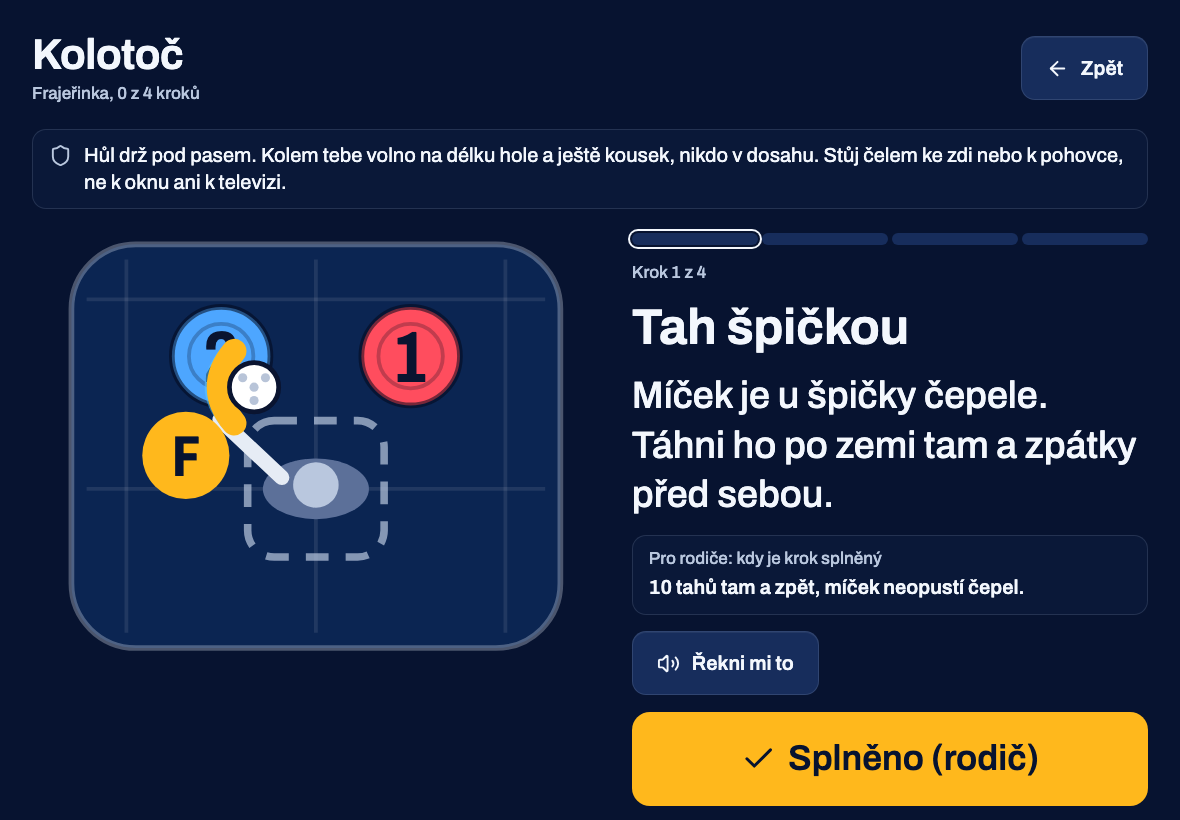 Kolotoč
Frajeřinka, 0 z 4 kroků
Zpět
Hůl drž pod pasem. Kolem tebe volno na délku hole a ještě kousek, nikdo v dosahu. Stůj čelem ke zdi nebo k pohovce,
ne k oknu ani k televizi.
1
F
Krok 1 z 4
Tah špičkou
Míček je u špičky čepele.
Táhni ho po zemi tam a zpátky
před sebou.
Pro rodiče: kdy je krok splněný
10 tahů tam a zpět, míček neopustí čepel.
Řekni mi to
Splněno (rodič)